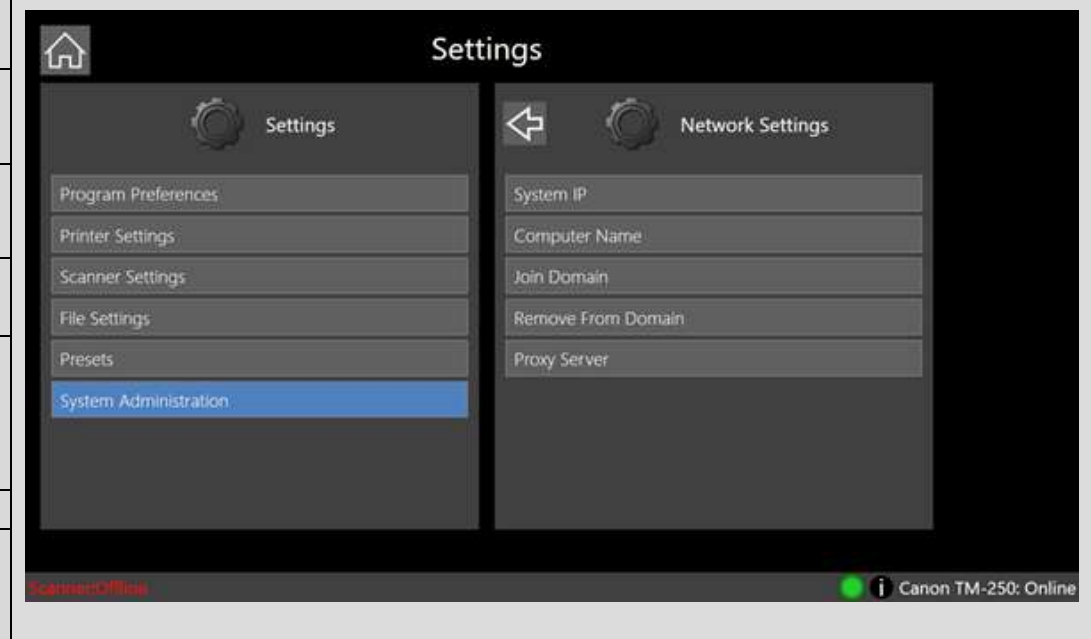 Settings
Settings
Program Preferences
Printer Settings
Scanner Settings
File Settings
Presets
System Administration
Network Settings
System IP
Computer Name
Join Domain
Remove From Domain
Proxy Server
Scanner:Offline
i Canon TM-250: Online